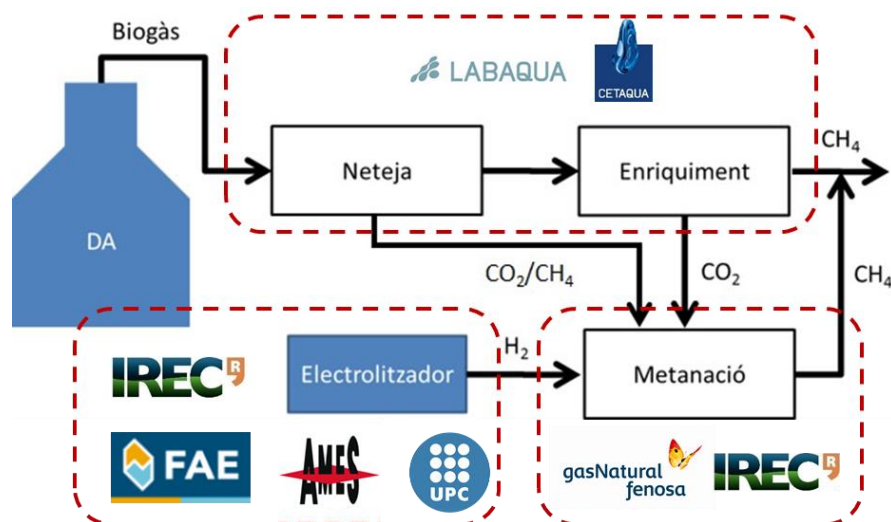 Biogàs
LABAQUA
CETAQUA
Neteja
Enriquiment
CH₄
DA
CO₂/CH₄
CO₂
CH₄
IREC R
Electrolitzador
H₂
Metanació
FAE
AMES
UPC
gasNatural
fenosa
IREC R